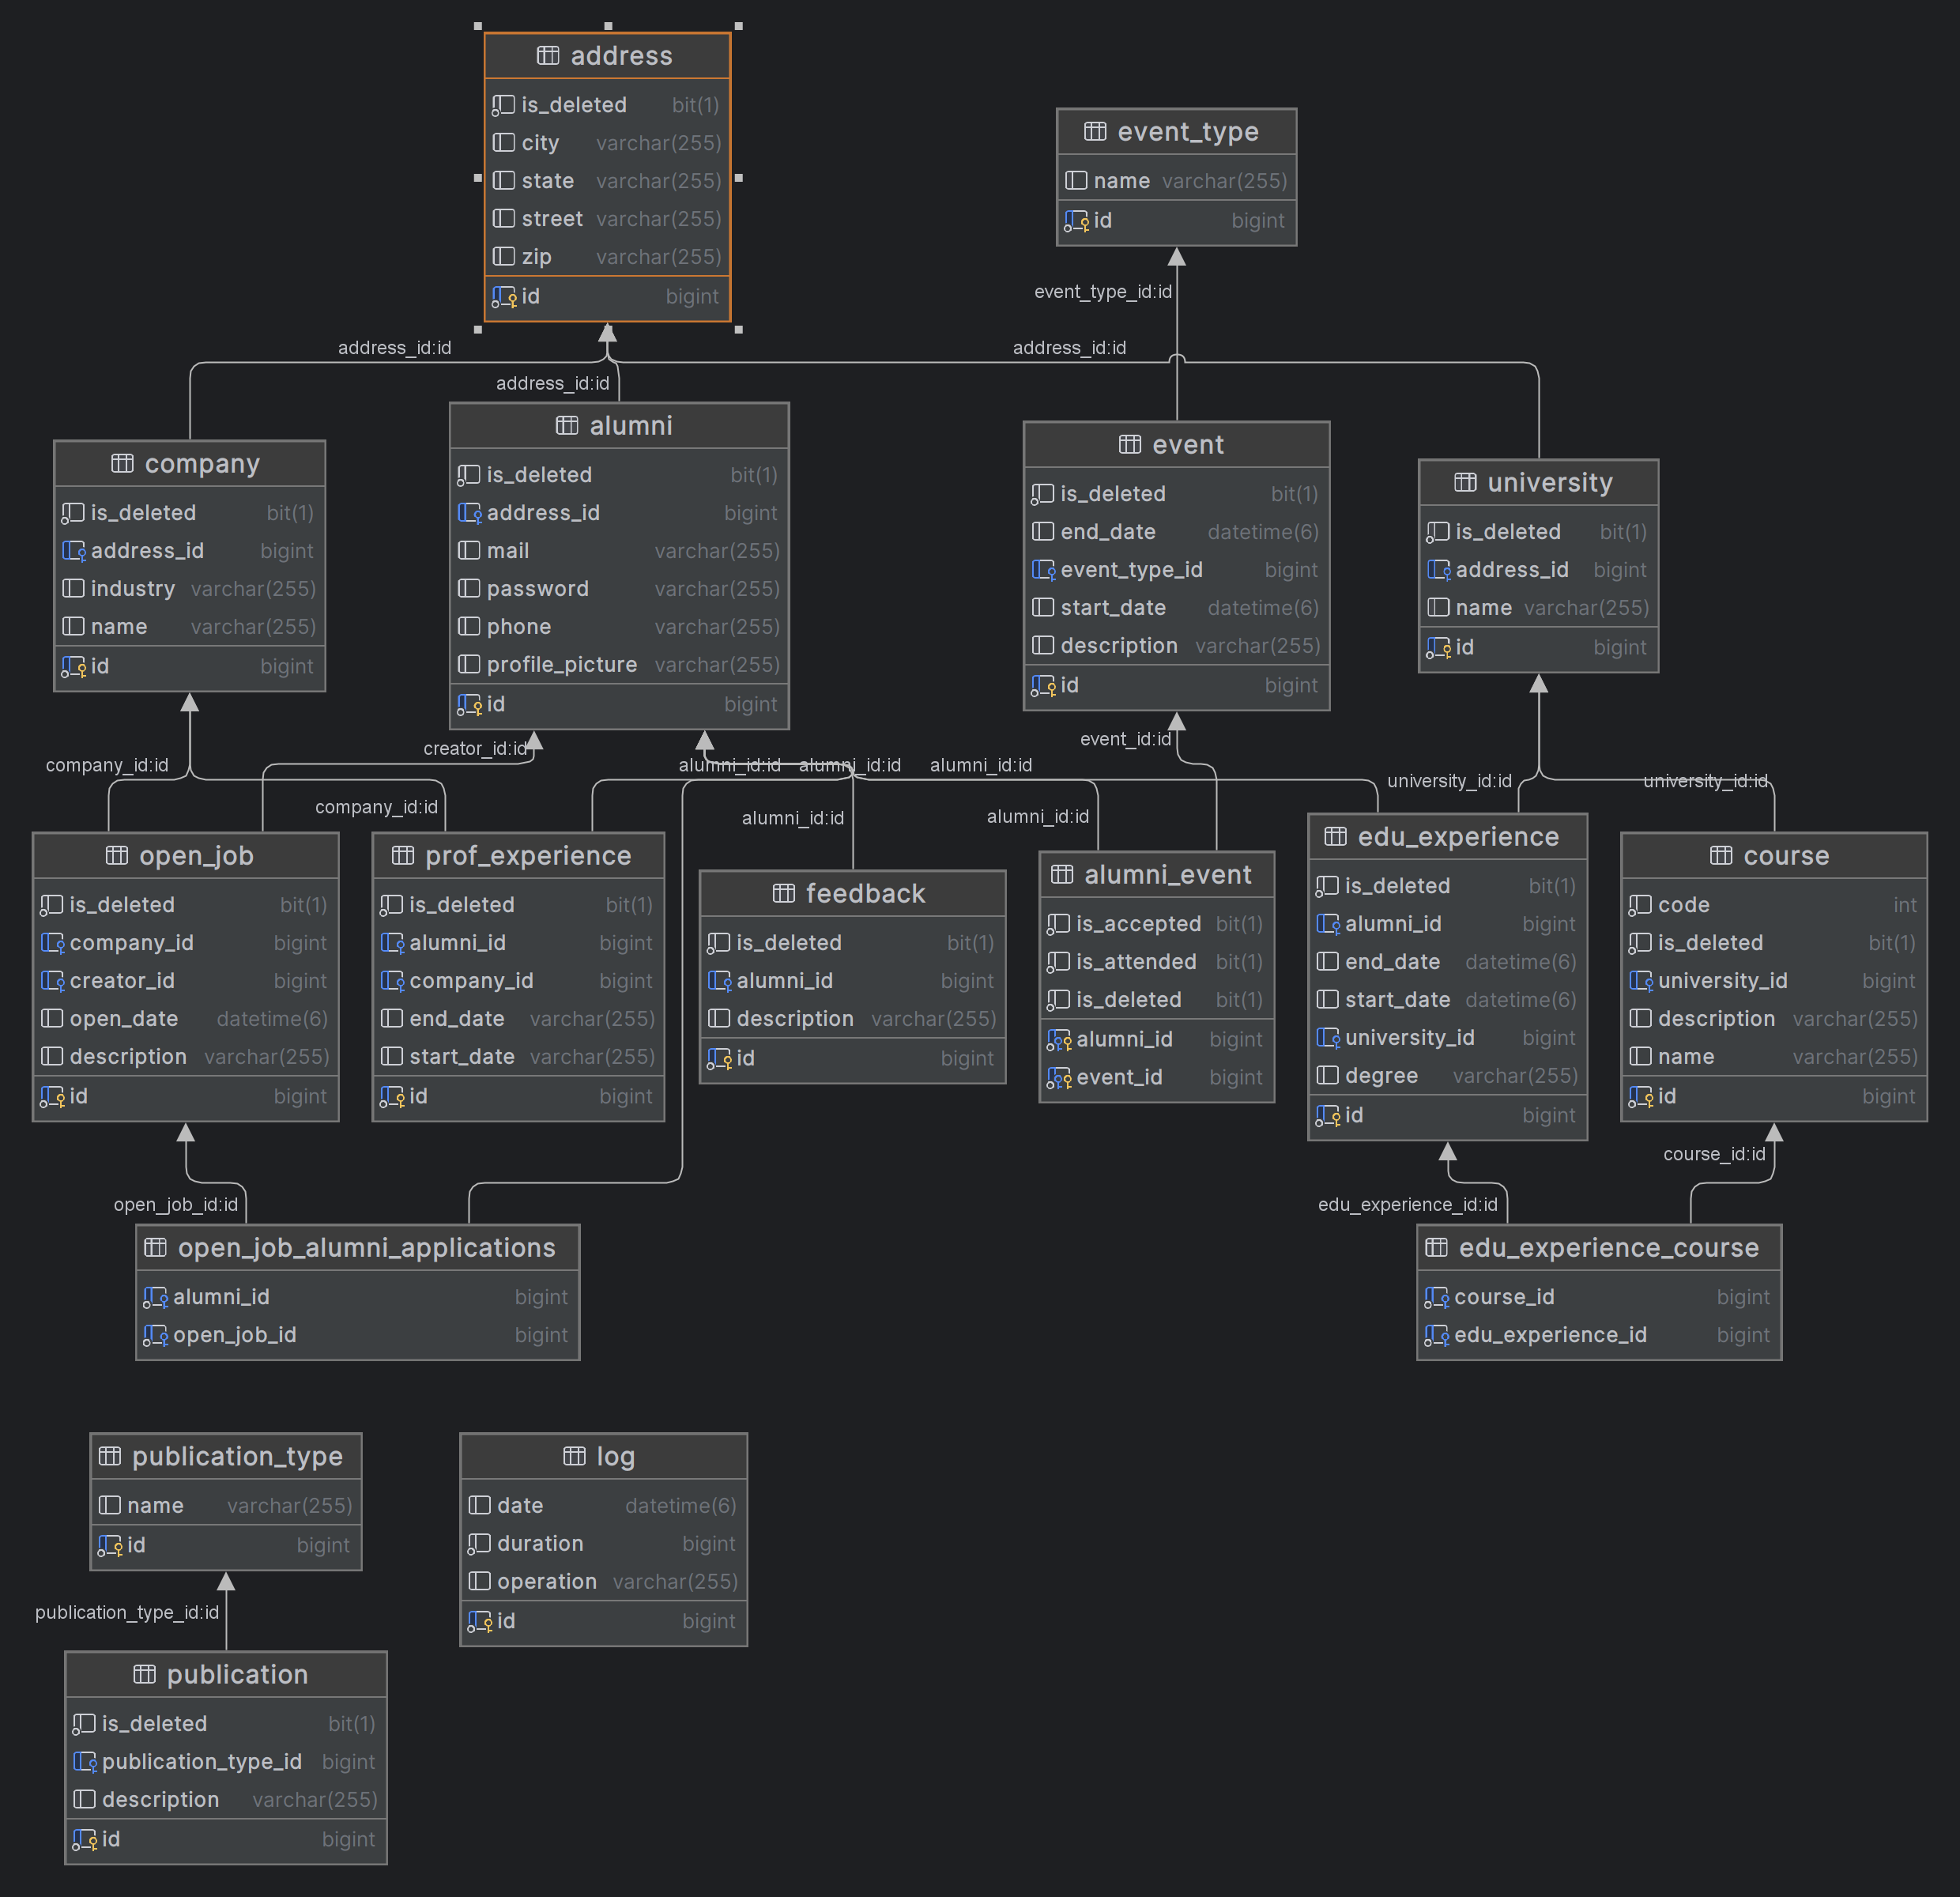 address
is_deleted bit(1)
city varchar(255)
state varchar(255)
street varchar(255)
zip varchar(255)
id bigint
event_type
name varchar(255)
id bigint
event_type_id:id
address_id:id
address_id:id
address_id:id
company
is_deleted bit(1)
address_id bigint
industry varchar(255)
name varchar(255)
id bigint
alumni
is_deleted bit(1)
address_id bigint
mail varchar(255)
password varchar(255)
phone varchar(255)
profile_picture varchar(255)
id bigint
event
is_deleted bit(1)
end_date datetime(6)
event_type_id bigint
start_date datetime(6)
description varchar(255)
id bigint
university
is_deleted bit(1)
address_id bigint
name varchar(255)
id bigint
company_id:id
creator_id:id
company_id:id
alumni_id:id
alumni_id:id
alumni_id:id
alumni_id:id
alumni_id:id
event_id:id
university_id:id
university_id:id
open_job
is_deleted bit(1)
company_id bigint
creator_id bigint
open_date datetime(6)
description varchar(255)
id bigint
prof_experience
is_deleted bit(1)
alumni_id bigint
company_id bigint
end_date varchar(255)
start_date varchar(255)
id bigint
feedback
is_deleted bit(1)
alumni_id bigint
description varchar(255)
id bigint
alumni_event
is_accepted bit(1)
is_attended bit(1)
is_deleted bit(1)
alumni_id bigint
event_id bigint
edu_experience
is_deleted bit(1)
alumni_id bigint
end_date datetime(6)
start_date datetime(6)
university_id bigint
degree varchar(255)
id bigint
course
code int
is_deleted bit(1)
university_id bigint
description varchar(255)
name varchar(255)
id bigint
open_job_id:id
edu_experience_id:id
course_id:id
open_job_alumni_applications
alumni_id bigint
open_job_id bigint
edu_experience_course
course_id bigint
edu_experience_id bigint
publication_type
name varchar(255)
id bigint
log
date datetime(6)
duration bigint
operation varchar(255)
id bigint
publication_type_id:id
publication
is_deleted bit(1)
publication_type_id bigint
description varchar(255)
id bigint